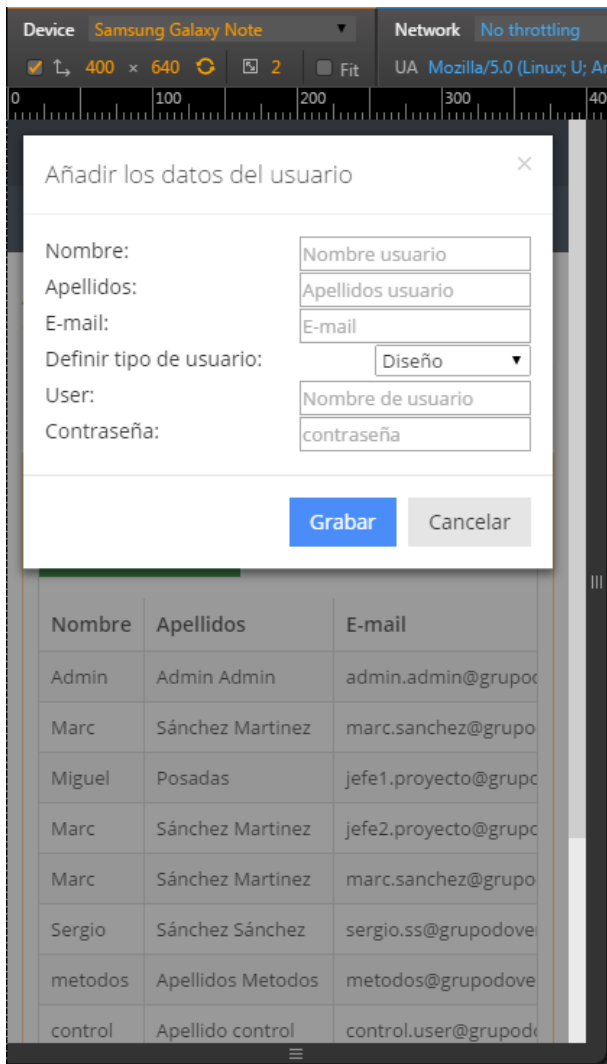 Device Samsung Galaxy Note ▼ Network No throttling
400 × 640 2 Fit UA Mozilla/5.0 (Linux; U; An
0 100 200 300 40
Añadir los datos del usuario ×
Nombre: Nombre usuario
Apellidos: Apellidos usuario
E-mail: E-mail
Definir tipo de usuario: Diseño ▼
User: Nombre de usuario
Contraseña: contraseña
Grabar Cancelar
Nombre Apellidos E-mail
Admin Admin Admin admin.admin@grupod
Marc Sánchez Martinez marc.sanchez@grupo
Miguel Posadas jefe1.proyecto@grupo
Marc Sánchez Martinez jefe2.proyecto@grupo
Marc Sánchez Martinez marc.sanchez@grupo
Sergio Sánchez Sánchez sergio.ss@grupodove
metodos Apellidos Metodos metodos@grupodove
control Apellido control control.user@grupod